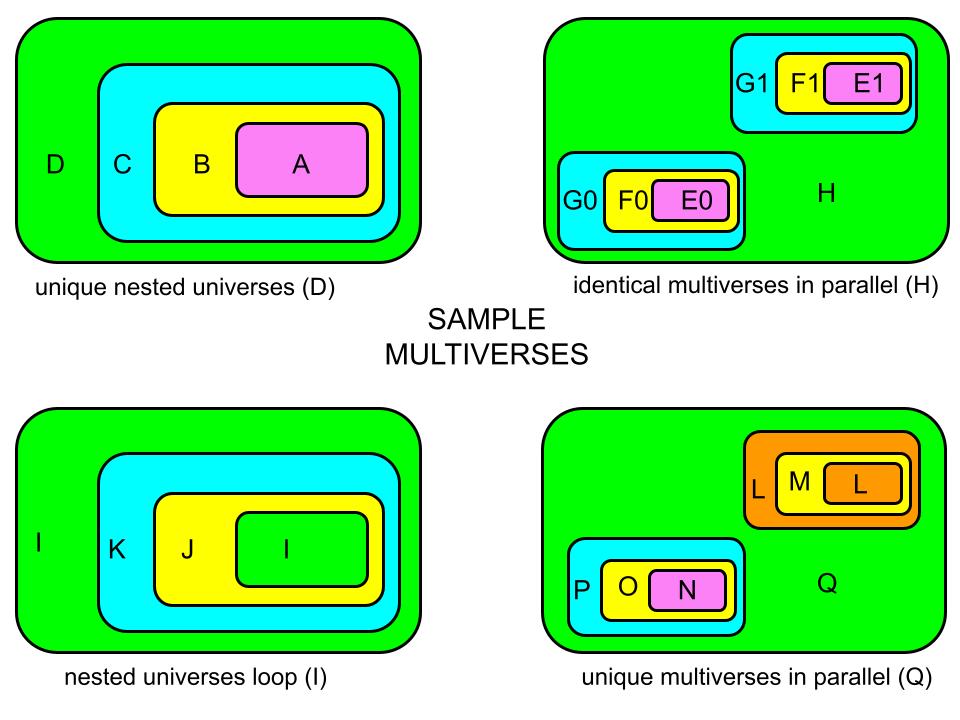 D C B A
unique nested universes (D)
G1 F1 E1
G0 F0 E0
H
identical multiverses in parallel (H)
SAMPLE
MULTIVERSES
I K J I
nested universes loop (I)
L M L
P O N
Q
unique multiverses in parallel (Q)